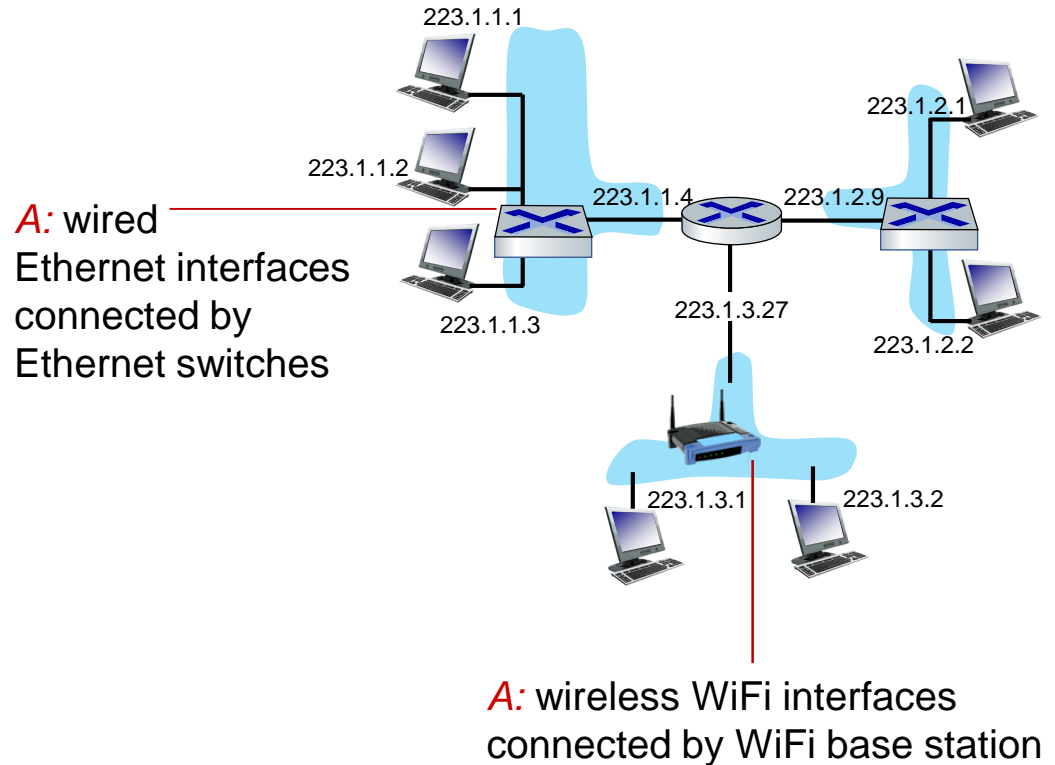 223.1.1.1
223.1.2.1
223.1.1.2
223.1.1.4
223.1.2.9
A: wired
Ethernet interfaces
connected by
Ethernet switches
223.1.1.3
223.1.3.27
223.1.2.2
223.1.3.1
223.1.3.2
A: wireless WiFi interfaces
connected by WiFi base station